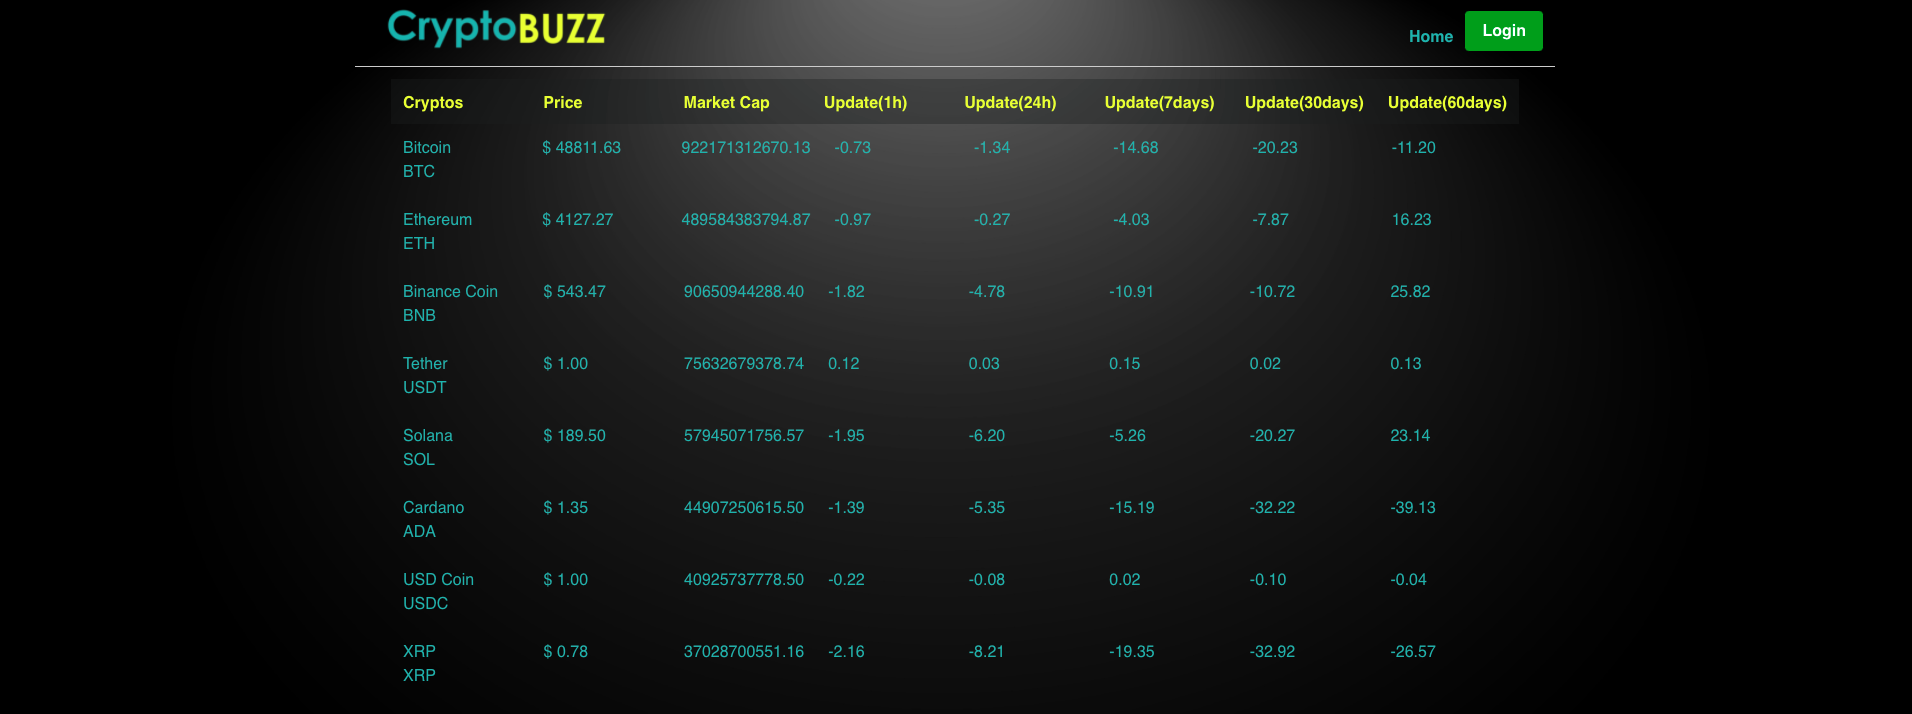 CryptoBUZZ
Home Login
Cryptos Price Market Cap Update(1h) Update(24h) Update(7days) Update(30days) Update(60days)
Bitcoin $ 48811.63 922171312670.13 -0.73 -1.34 -14.68 -20.23 -11.20
BTC
Ethereum $ 4127.27 489584383794.87 -0.97 -0.27 -4.03 -7.87 16.23
ETH
Binance Coin $ 543.47 90650944288.40 -1.82 -4.78 -10.91 -10.72 25.82
BNB
Tether $ 1.00 75632679378.74 0.12 0.03 0.15 0.02 0.13
USDT
Solana $ 189.50 57945071756.57 -1.95 -6.20 -5.26 -20.27 23.14
SOL
Cardano $ 1.35 44907250615.50 -1.39 -5.35 -15.19 -32.22 -39.13
ADA
USD Coin $ 1.00 40925737778.50 -0.22 -0.08 0.02 -0.10 -0.04
USDC
XRP $ 0.78 37028700551.16 -2.16 -8.21 -19.35 -32.92 -26.57
XRP